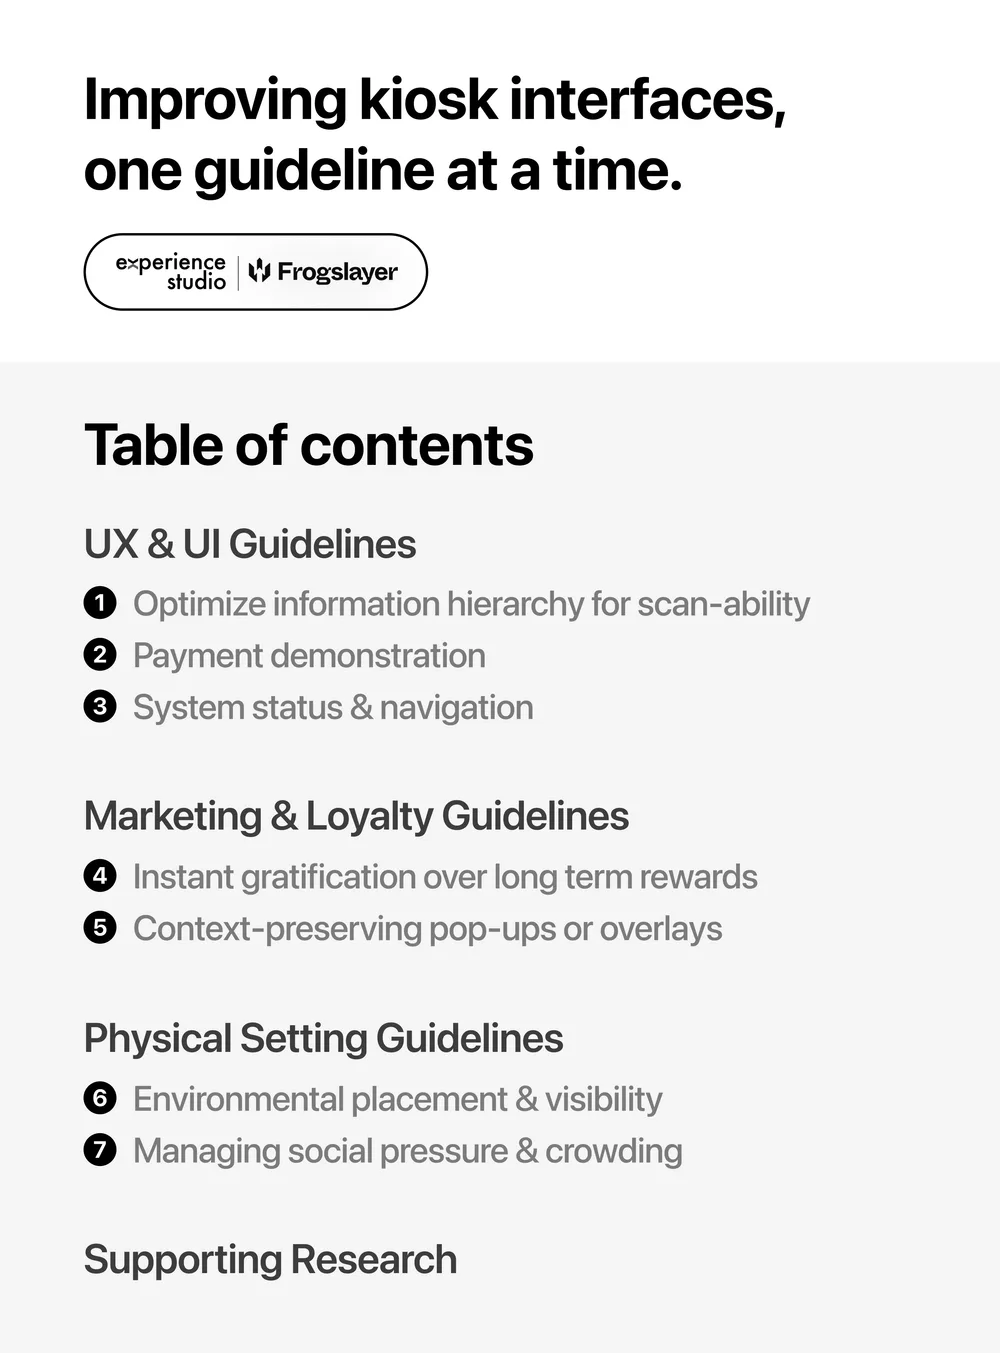 Improving kiosk interfaces,
one guideline at a time.
experience
studio
Frogslayer
Table of contents
UX & UI Guidelines
1 Optimize information hierarchy for scan-ability
2 Payment demonstration
3 System status & navigation
Marketing & Loyalty Guidelines
4 Instant gratification over long term rewards
5 Context-preserving pop-ups or overlays
Physical Setting Guidelines
6 Environmental placement & visibility
7 Managing social pressure & crowding
Supporting Research